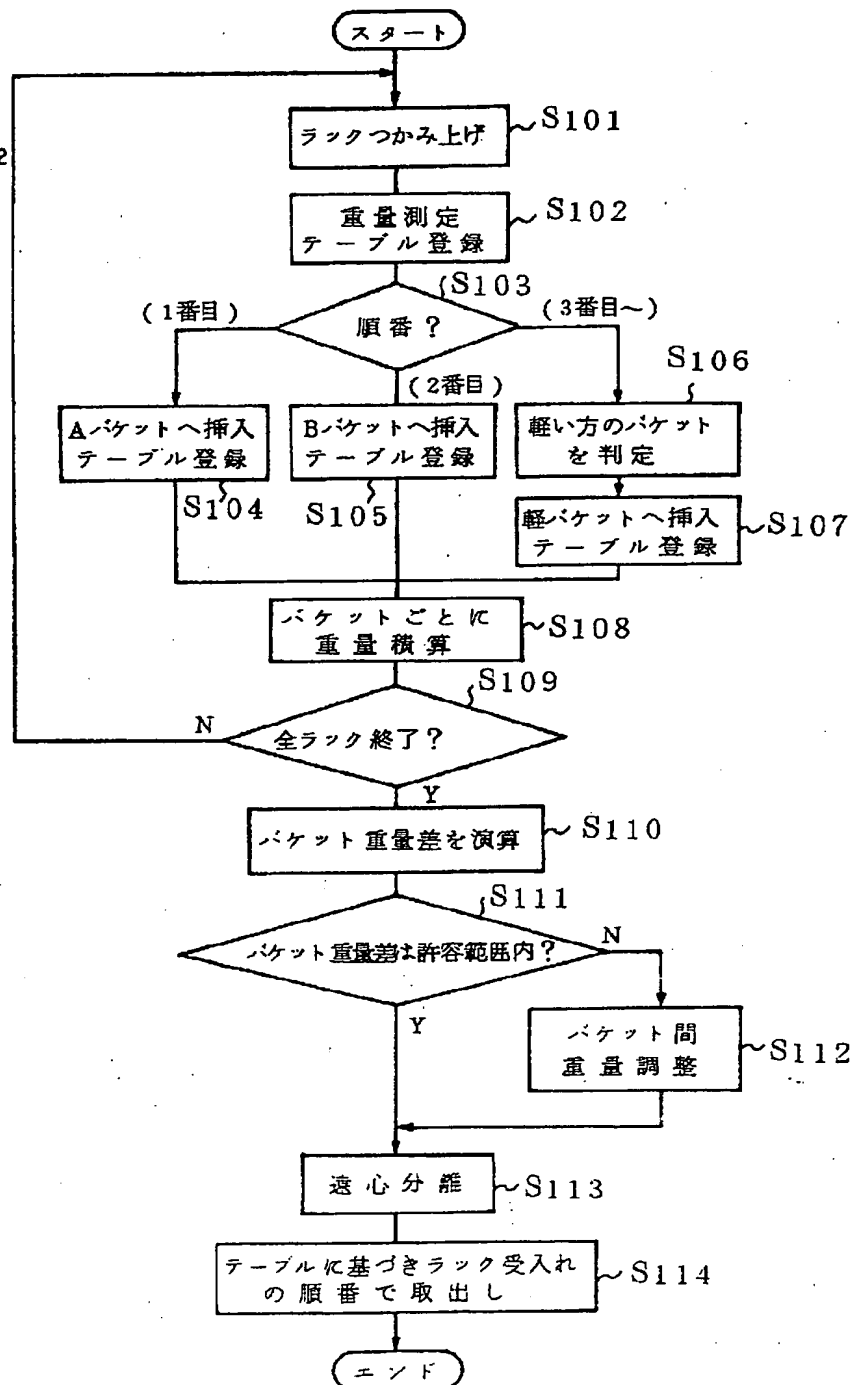 スタート
ラックつかみ上げ
S101
2
重量測定
テーブル登録
S102
S103
(1番目)
順番?
(3番目~)
(2番目)
S106
Aバケットへ挿入
テーブル登録
S104
Bバケットへ挿入
テーブル登録
S105
軽い方のバケット
を判定
軽バケットへ挿入
テーブル登録
S107
バケットごとに
重量積算
S108
S109
N
全ラック終了?
Y
バケット重量差を演算
S110
S111
バケット重量差は許容範囲内?
N
Y
バケット間
重量調整
S112
遠心分離
S113
テーブルに基づきラック受入れ
の順番で取出し
S114
エンド